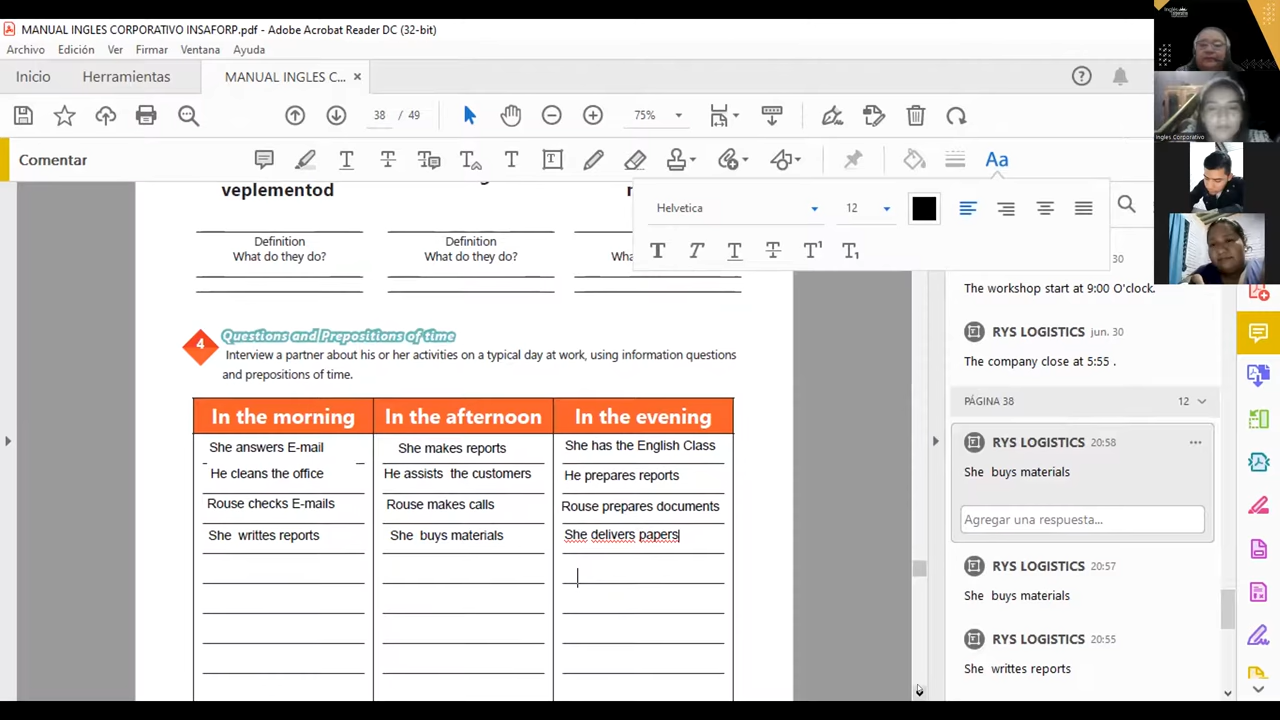 MANUAL INGLES CORPORATIVO INSAFORP.pdf - Adobe Acrobat Reader DC (32-bit)
Archivo Edición Ver Firmar Ventana Ayuda
Inicio Herramientas MANUAL INGLES C... ×
38 / 49 75%
Comentar
Aa
Helvetica 12
veplementod
Definition Definition
What do they do? What do they do?
4 Questions and Prepositions of time
Interview a partner about his or her activities on a typical day at work, using information questions
and prepositions of time.
In the morning In the afternoon In the evening
She answers E-mail She makes reports She has the English Class
He cleans the office He assists the customers He prepares reports
Rouse checks E-mails Rouse makes calls Rouse prepares documents
She writtes reports She buys materials She delivers papers
30
The workshop start at 9:00 O'clock.
RYS LOGISTICS jun. 30
The company close at 5:55 .
PÁGINA 38 12
RYS LOGISTICS 20:58
She buys materials
Agregar una respuesta...
RYS LOGISTICS 20:57
She buys materials
RYS LOGISTICS 20:55
She writtes reports
Ingles Corporativo